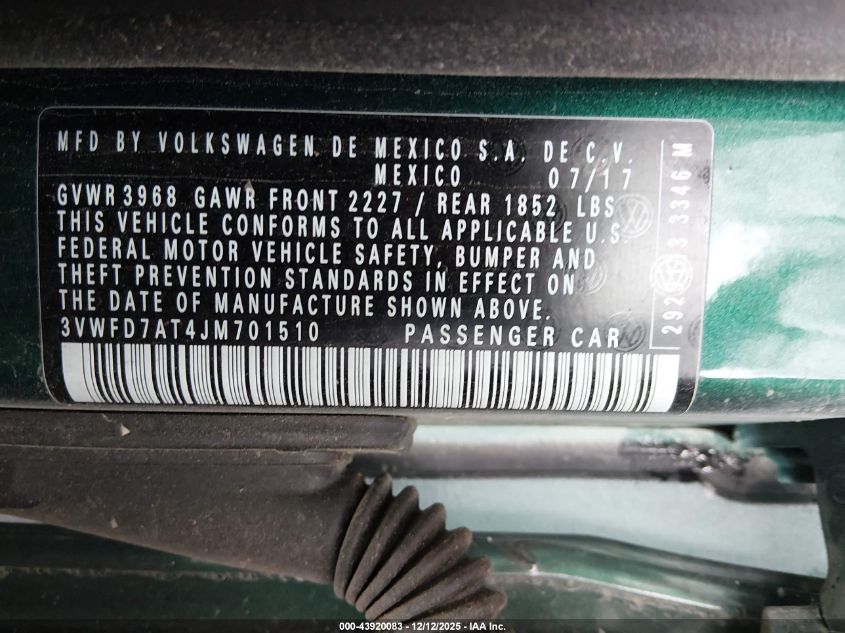 MFD BY VOLKSWAGEN DE MEXICO S.A. DE C.V.
MEXICO 07/17
GVWR 3968 GAWR FRONT 2227 / REAR 1852 LBS
THIS VEHICLE CONFORMS TO ALL APPLICABLE U.S.
FEDERAL MOTOR VEHICLE SAFETY, BUMPER AND
THEFT PREVENTION STANDARDS IN EFFECT ON
THE DATE OF MANUFACTURE SHOWN ABOVE.
3VWFD7AT4JM701510 PASSENGER CAR
3 3346 M
000-43920083 - 12/12/2025 - IAA Inc.